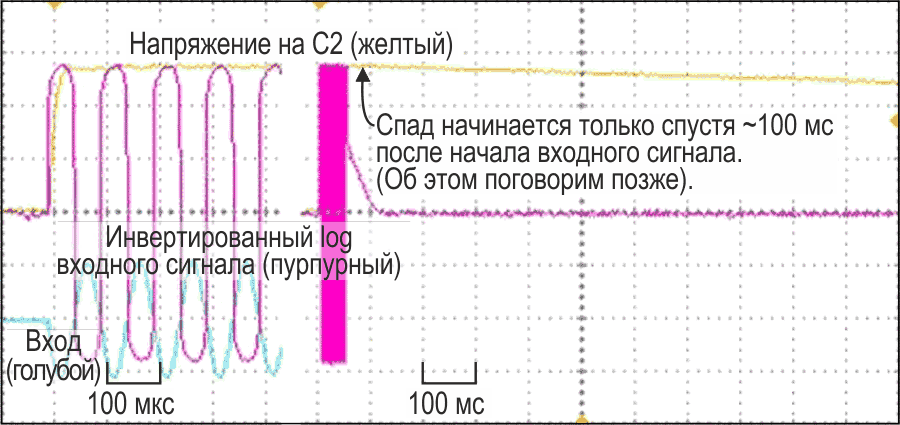 Напряжение на C2 (желтый)
Спад начинается только спустя ~100 мс
после начала входного сигнала.
(Об этом поговорим позже).
Инвертированный log
входного сигнала (пурпурный)
Вход
(голубой)
100 мкс
100 мс